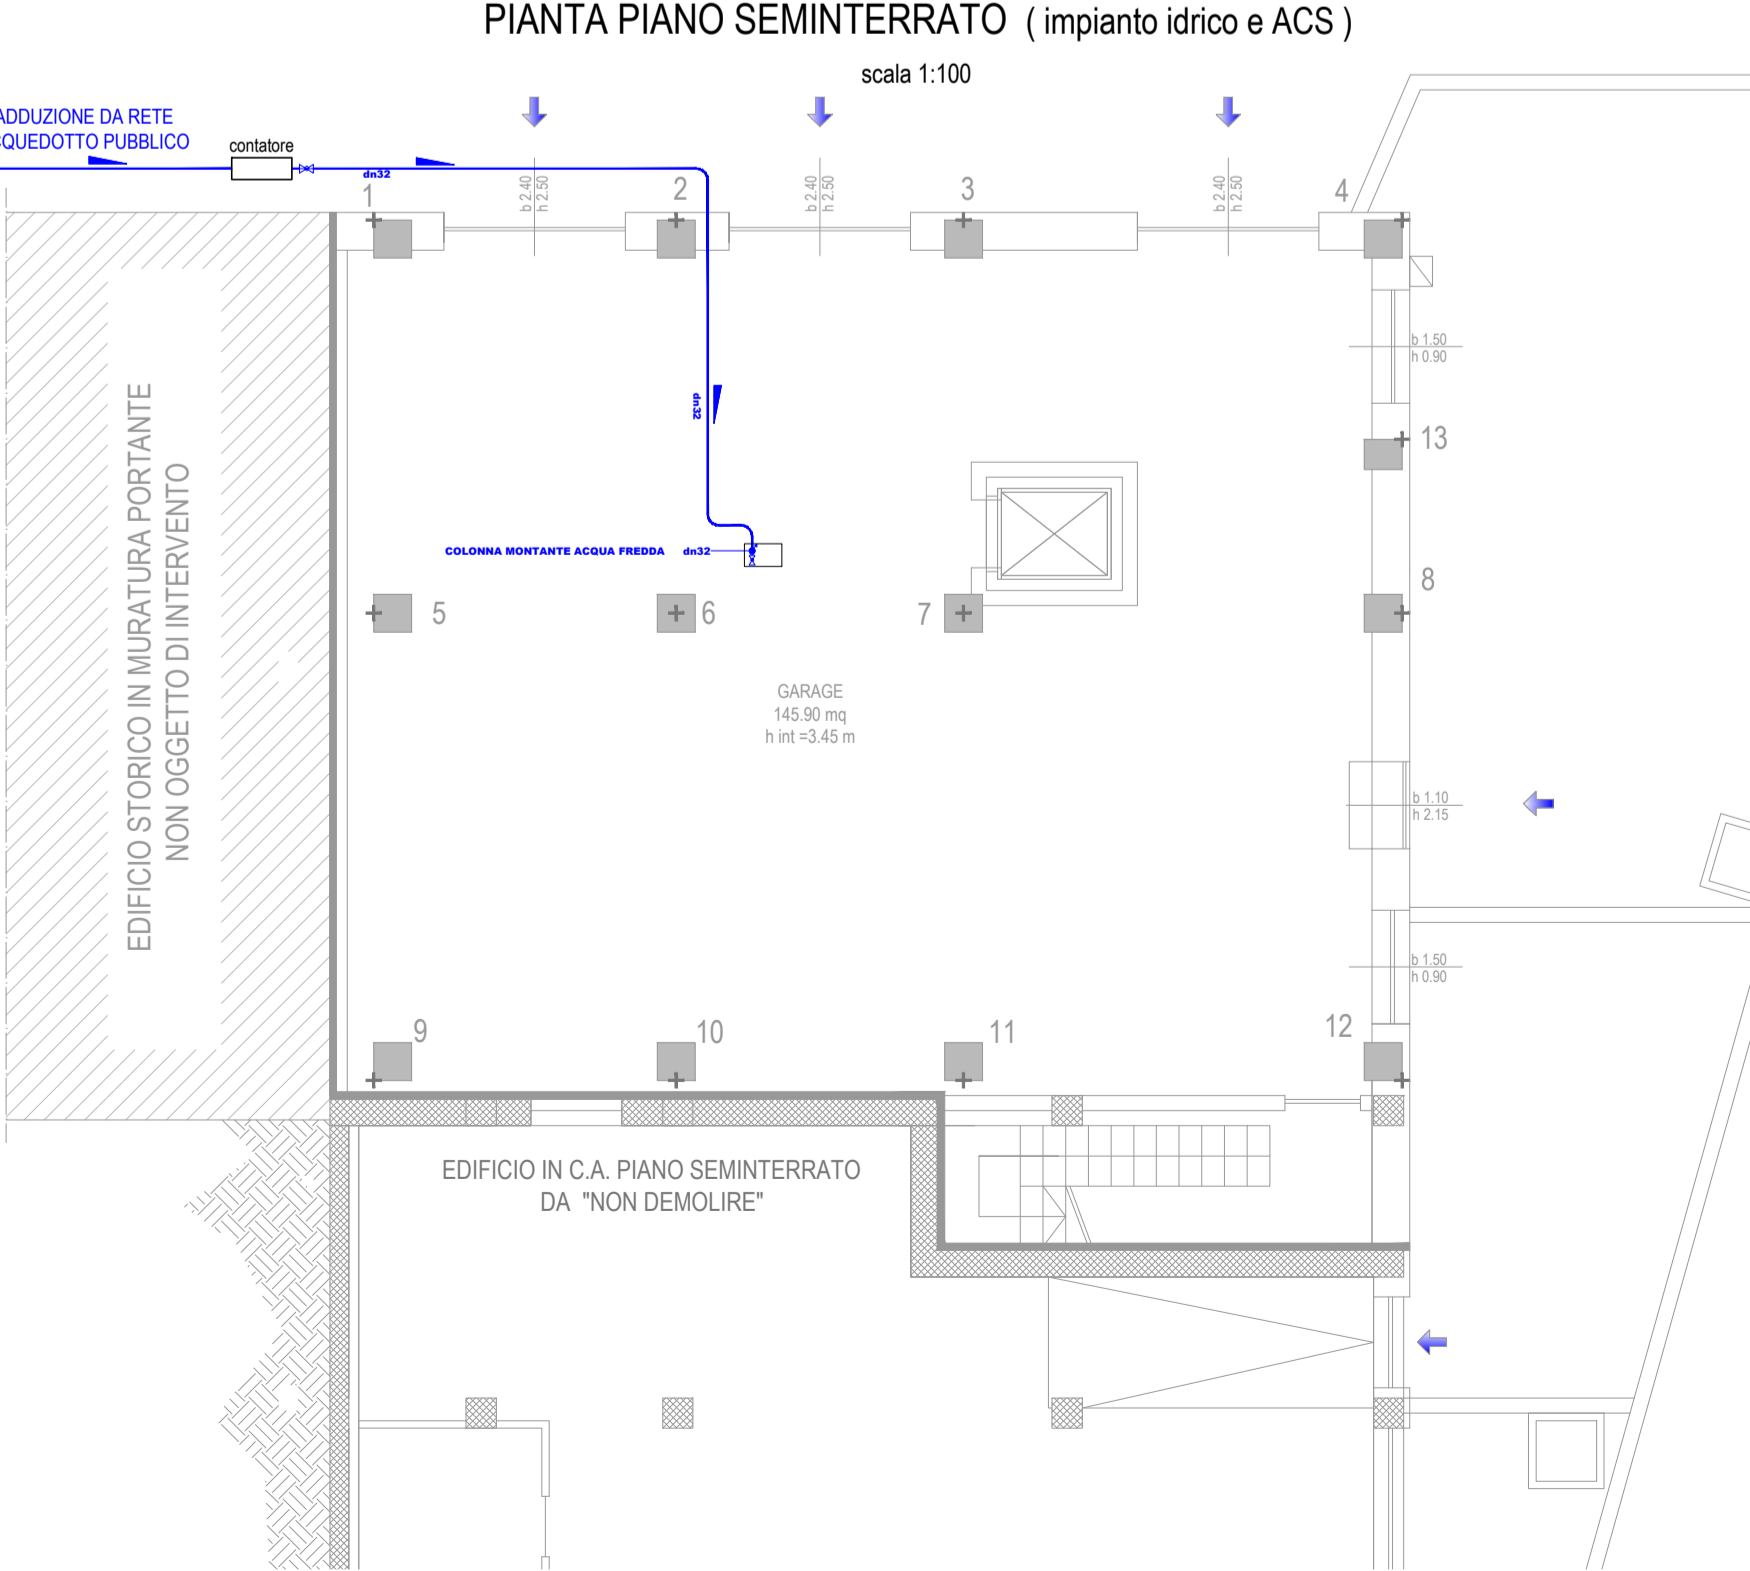 PIANTA PIANO SEMINTERRATO ( impianto idrico e ACS )
scala 1:100
ADDUZIONE DA RETE
CQUEDOTTO PUBBLICO
contatore
dn32
1
2
3
4
b 2.40
h 2.50
b 2.40
h 2.50
b 2.40
h 2.50
b 1.50
h 0.90
dn32
13
COLONNA MONTANTE ACQUA FREDDA dn32
8
5
6
7
EDIFICIO STORICO IN MURATURA PORTANTE
NON OGGETTO DI INTERVENTO
GARAGE
145.90 mq
h int =3.45 m
b 1.10
h 2.15
b 1.50
h 0.90
9
10
11
12
EDIFICIO IN C.A. PIANO SEMINTERRATO
DA "NON DEMOLIRE"